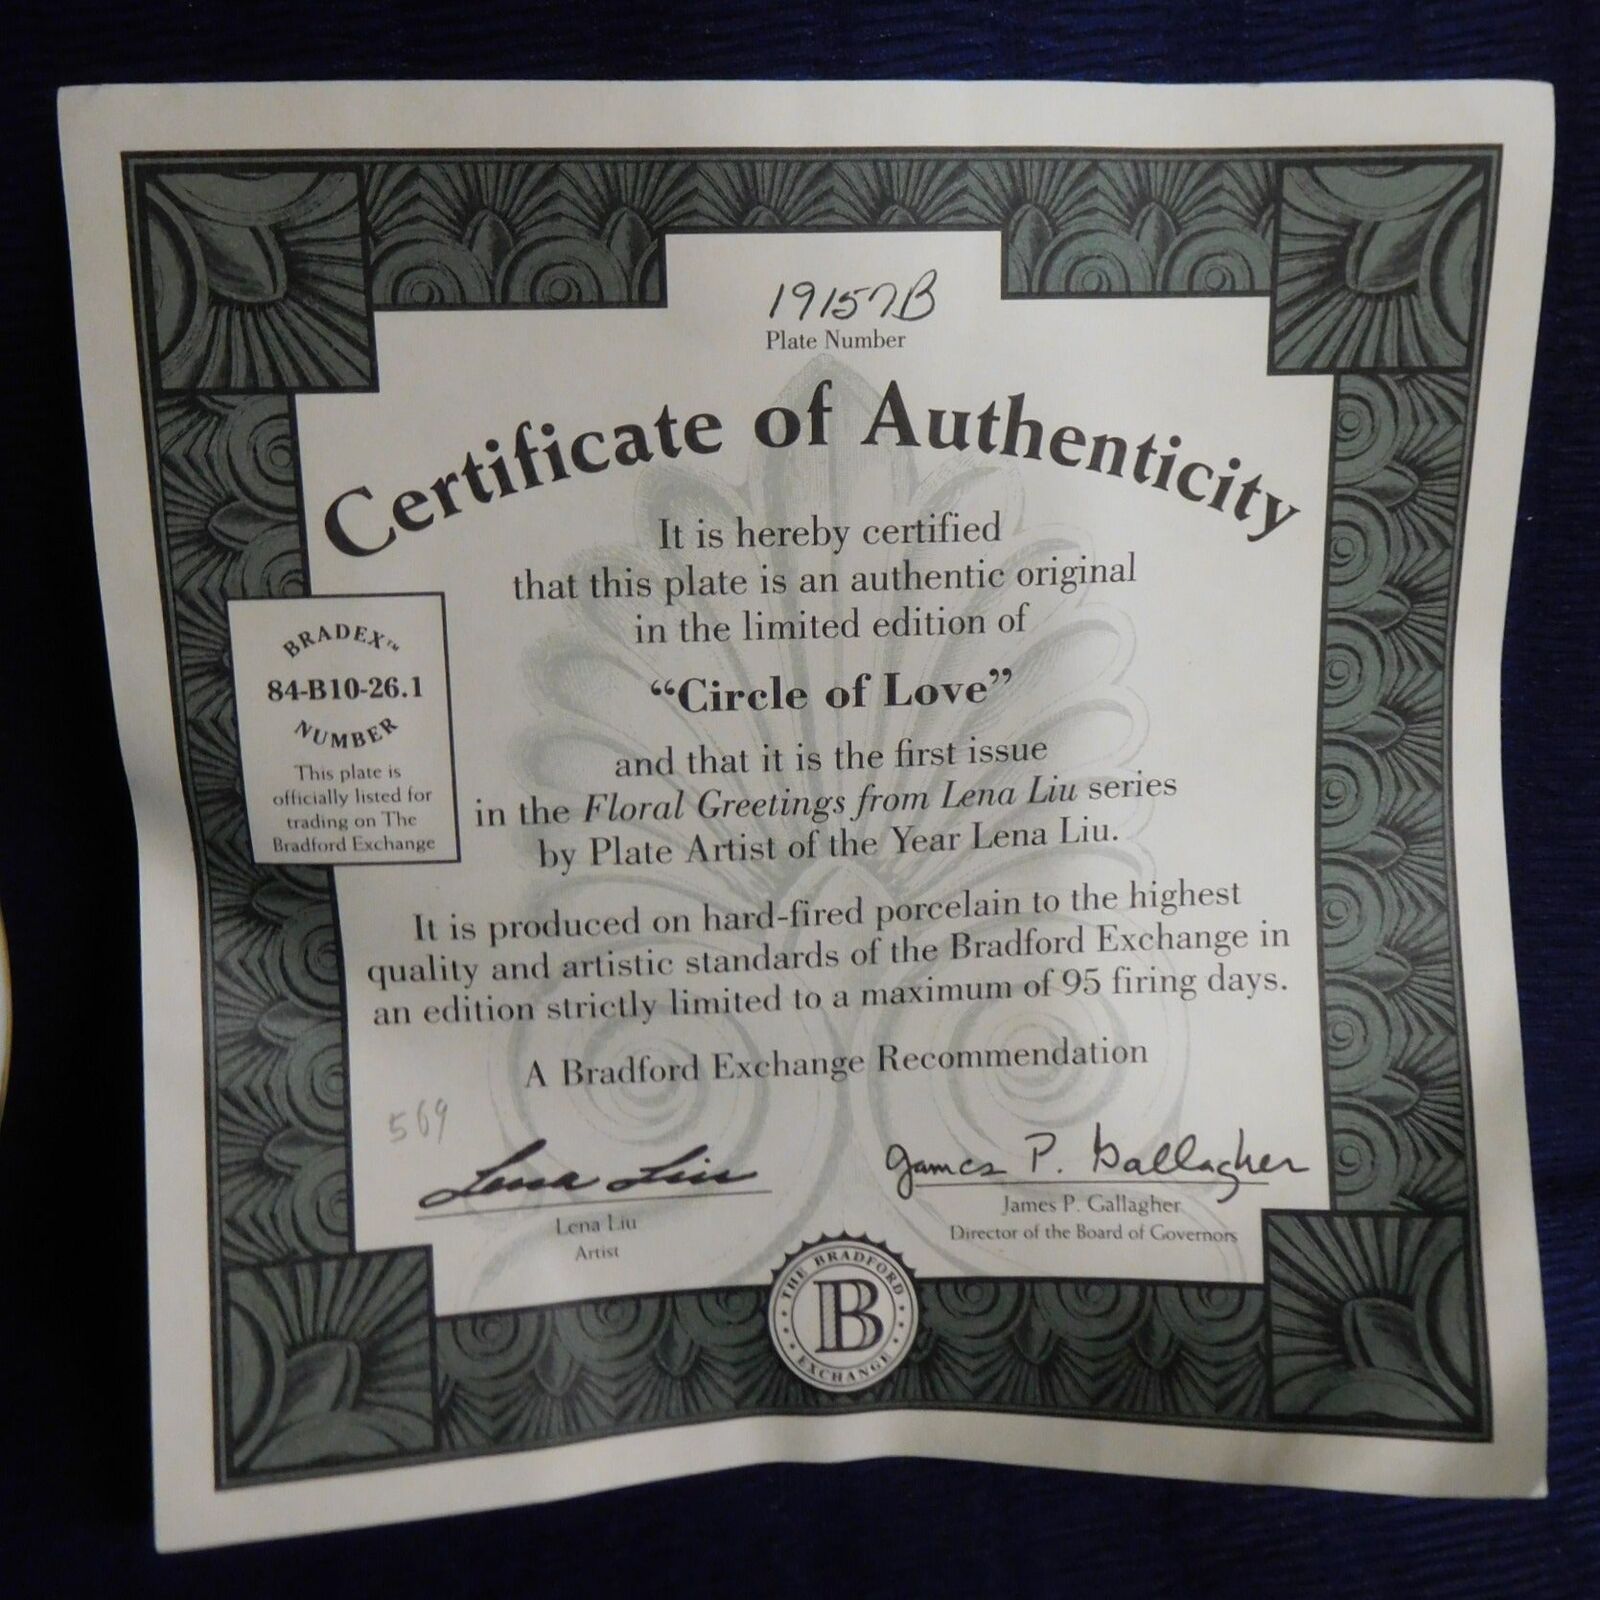 19157B
Plate Number
Certificate of Authenticity
It is hereby certified
that this plate is an authentic original
in the limited edition of
“Circle of Love”
and that it is the first issue
in the Floral Greetings from Lena Liu series
by Plate Artist of the Year Lena Liu.
BRADEX™
84-B10-26.1
NUMBER
This plate is
officially listed for
trading on The
Bradford Exchange
It is produced on hard-fired porcelain to the highest
quality and artistic standards of the Bradford Exchange in
an edition strictly limited to a maximum of 95 firing days.
A Bradford Exchange Recommendation
569
Lena Liu
Lena Liu
Artist
James P. Gallagher
James P. Gallagher
Director of the Board of Governors
THE BRADFORD
B
EXCHANGE